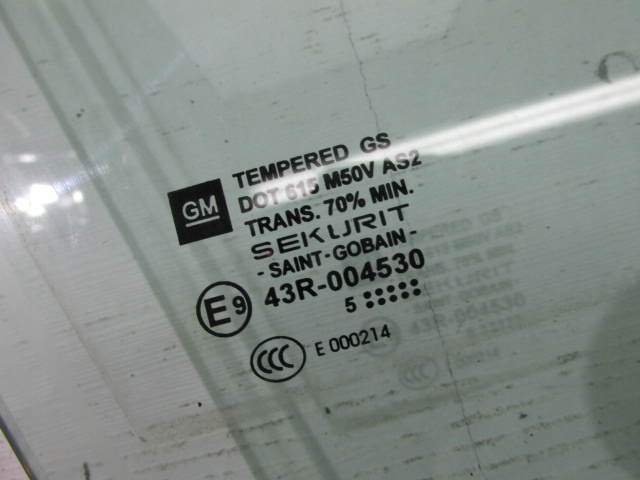 TEMPERED GS
DOT 615 M50V AS2
GM
TRANS. 70% MIN.
SEKURIT
- SAINT-GOBAIN -
E9 43R-004530
5
CCC E 000214